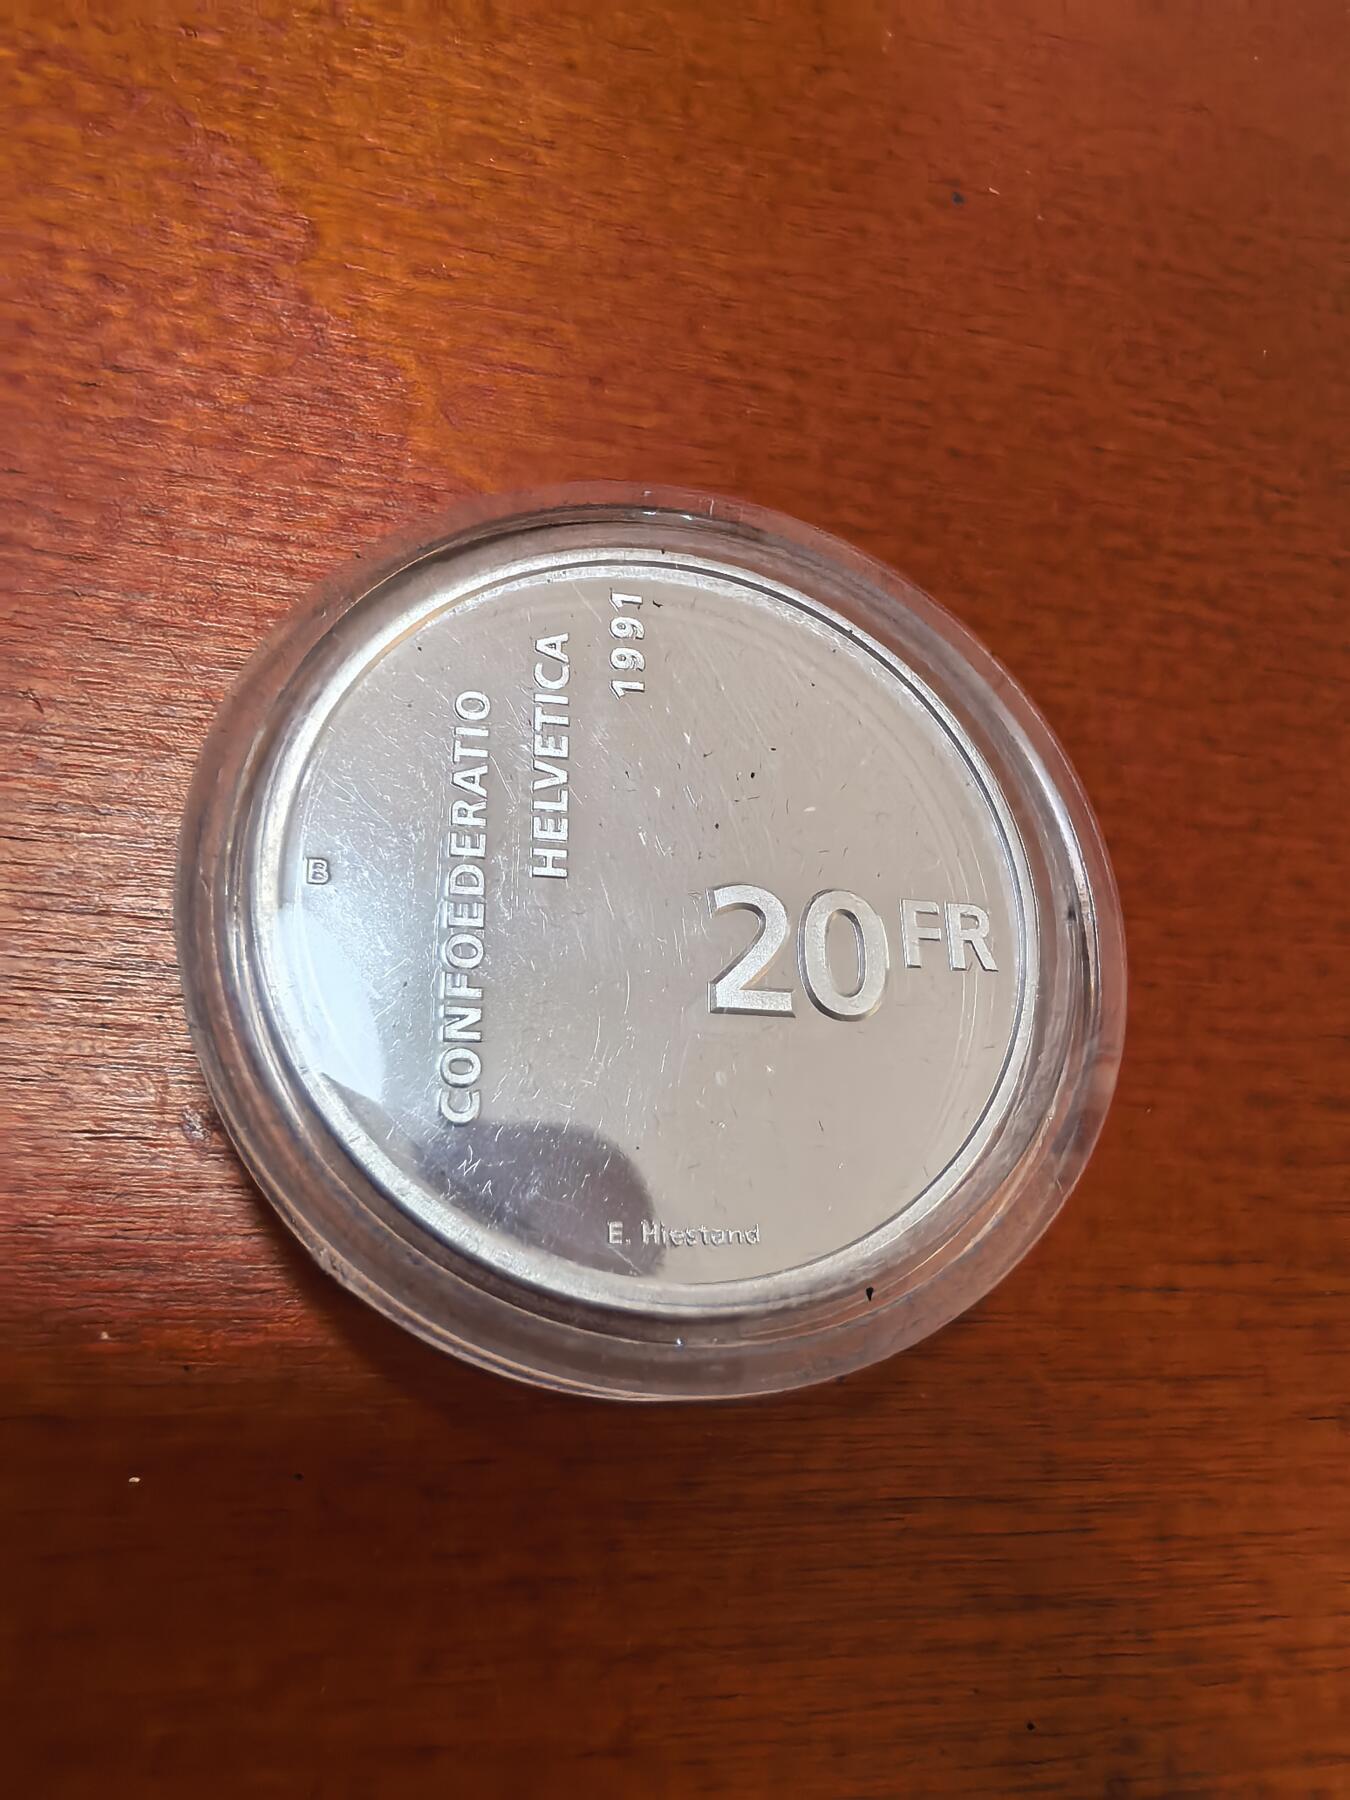 CONFOEDERATIO
HELVETICA
1991
20 FR
B
E. Hiestand